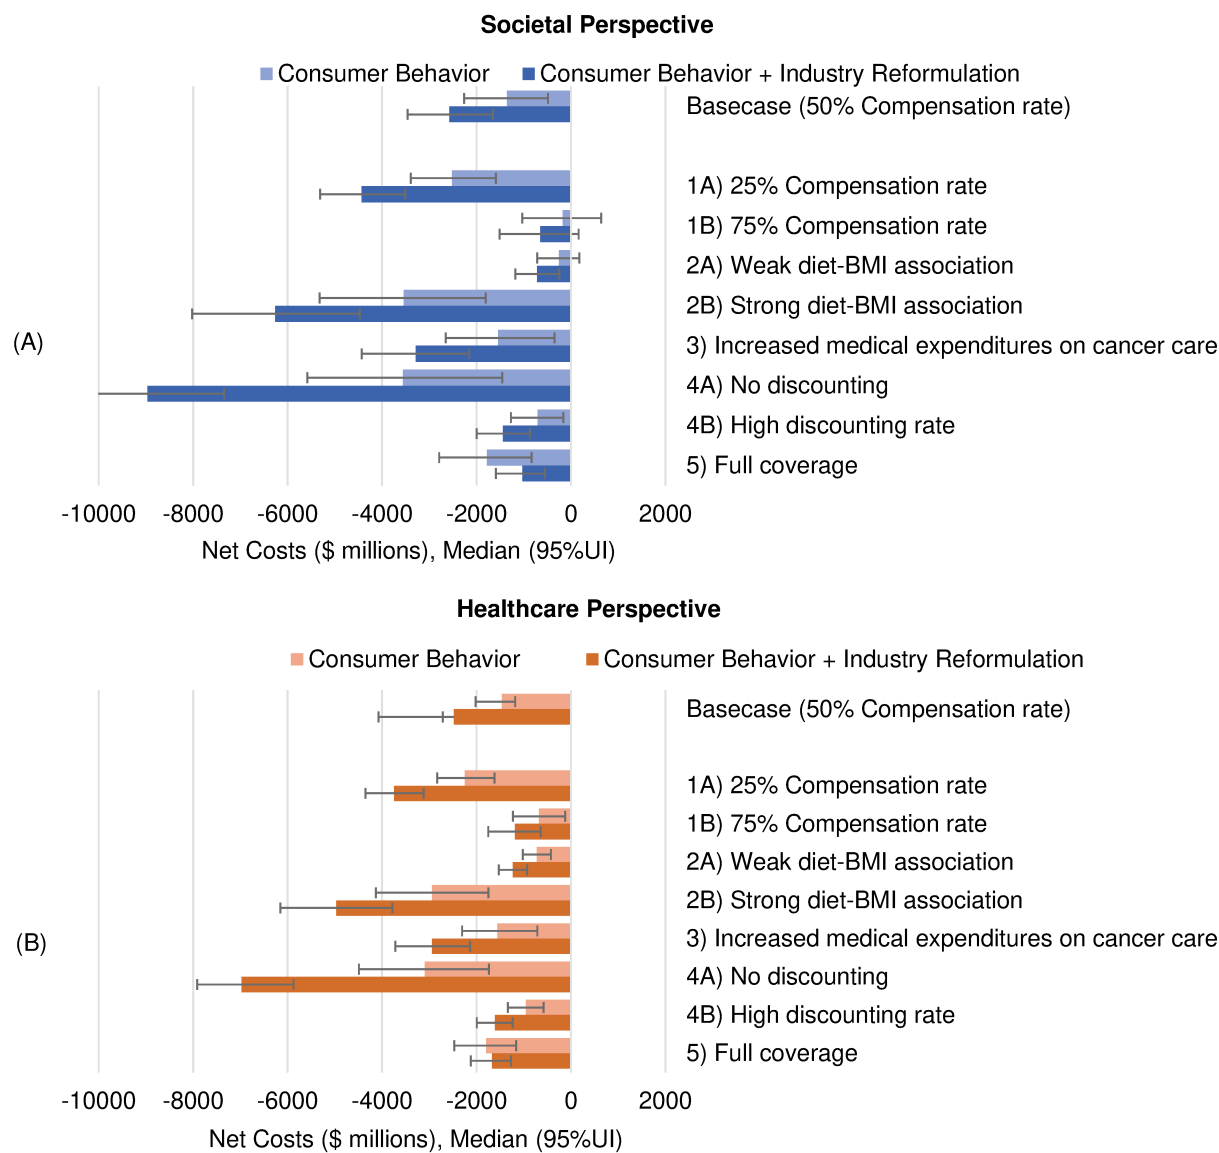 Societal Perspective
Consumer Behavior
Consumer Behavior + Industry Reformulation
Basecase (50% Compensation rate)
1A) 25% Compensation rate
1B) 75% Compensation rate
2A) Weak diet-BMI association
2B) Strong diet-BMI association
(A)
3) Increased medical expenditures on cancer care
4A) No discounting
4B) High discounting rate
5) Full coverage
-10000 -8000 -6000 -4000 -2000 0 2000
Net Costs ($ millions), Median (95%UI)
Healthcare Perspective
Consumer Behavior
Consumer Behavior + Industry Reformulation
Basecase (50% Compensation rate)
1A) 25% Compensation rate
1B) 75% Compensation rate
2A) Weak diet-BMI association
2B) Strong diet-BMI association
(B)
3) Increased medical expenditures on cancer care
4A) No discounting
4B) High discounting rate
5) Full coverage
-10000 -8000 -6000 -4000 -2000 0 2000
Net Costs ($ millions), Median (95%UI)